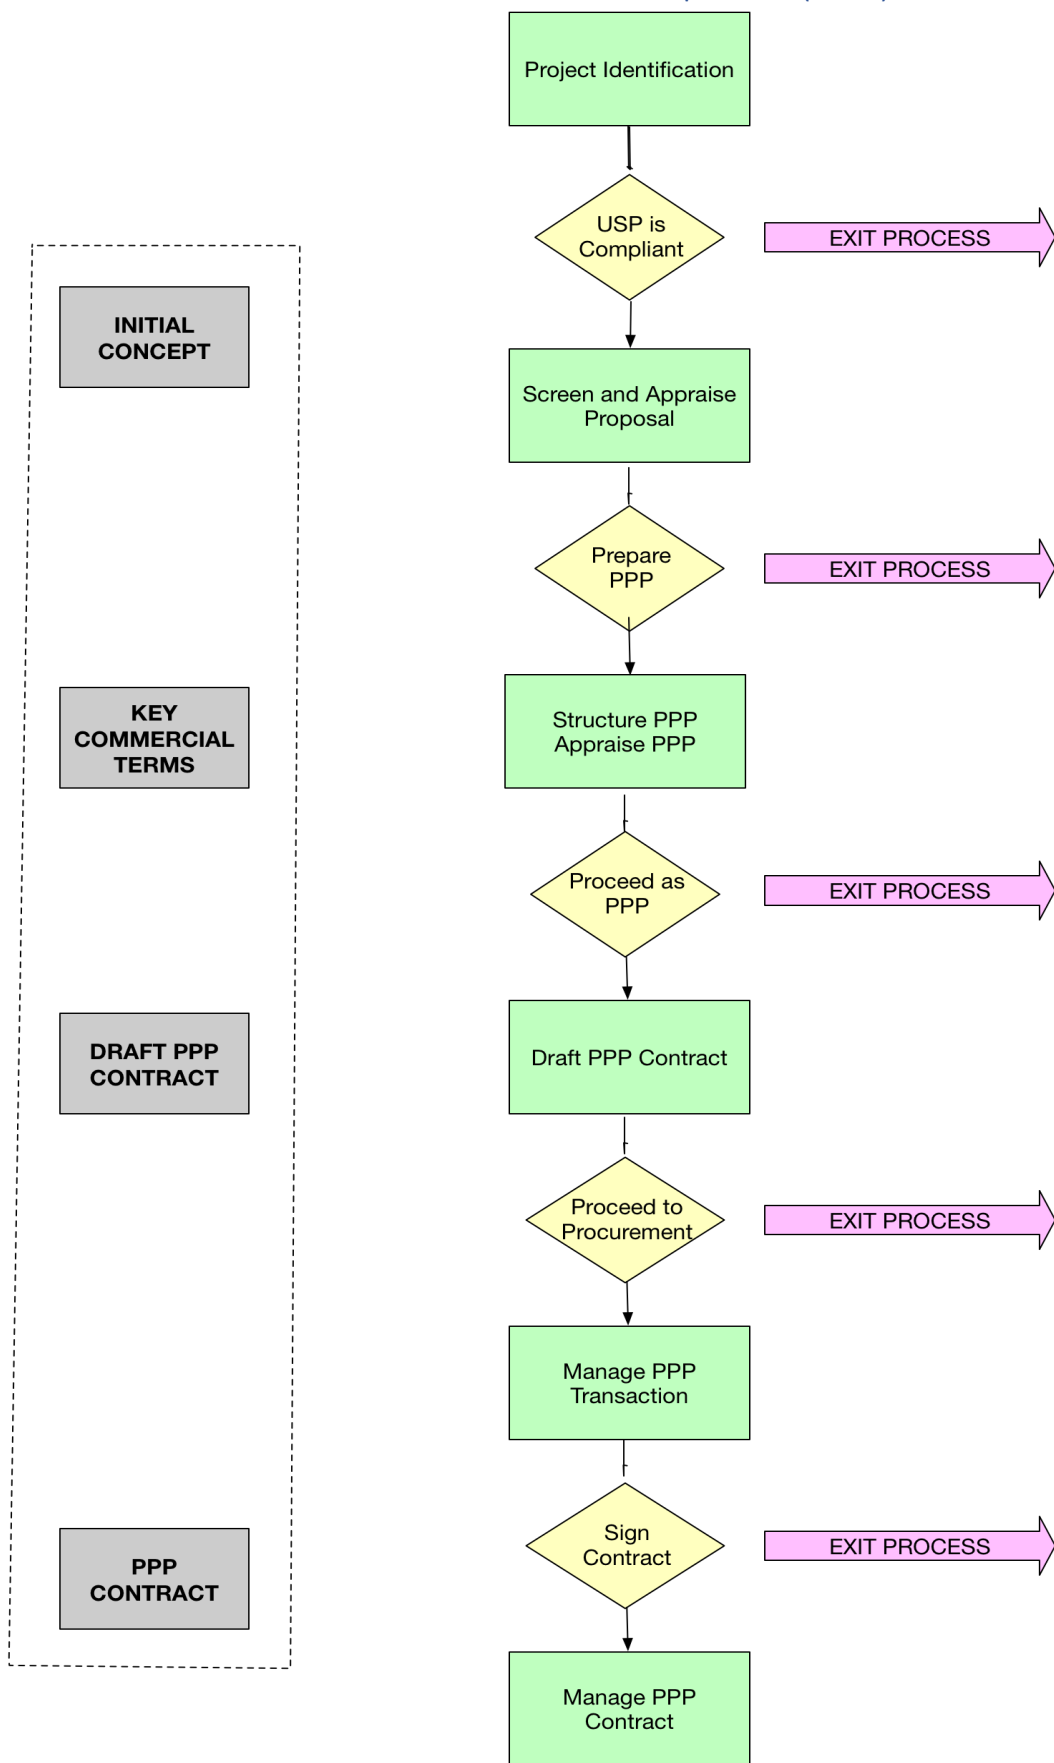 Project Identification
USP is
Compliant
EXIT PROCESS
INITIAL
CONCEPT
Screen and Appraise
Proposal
Prepare
PPP
EXIT PROCESS
KEY
COMMERCIAL
TERMS
Structure PPP
Appraise PPP
Proceed as
PPP
EXIT PROCESS
DRAFT PPP
CONTRACT
Draft PPP Contract
Proceed to
Procurement
EXIT PROCESS
Manage PPP
Transaction
Sign
Contract
EXIT PROCESS
PPP
CONTRACT
Manage PPP
Contract